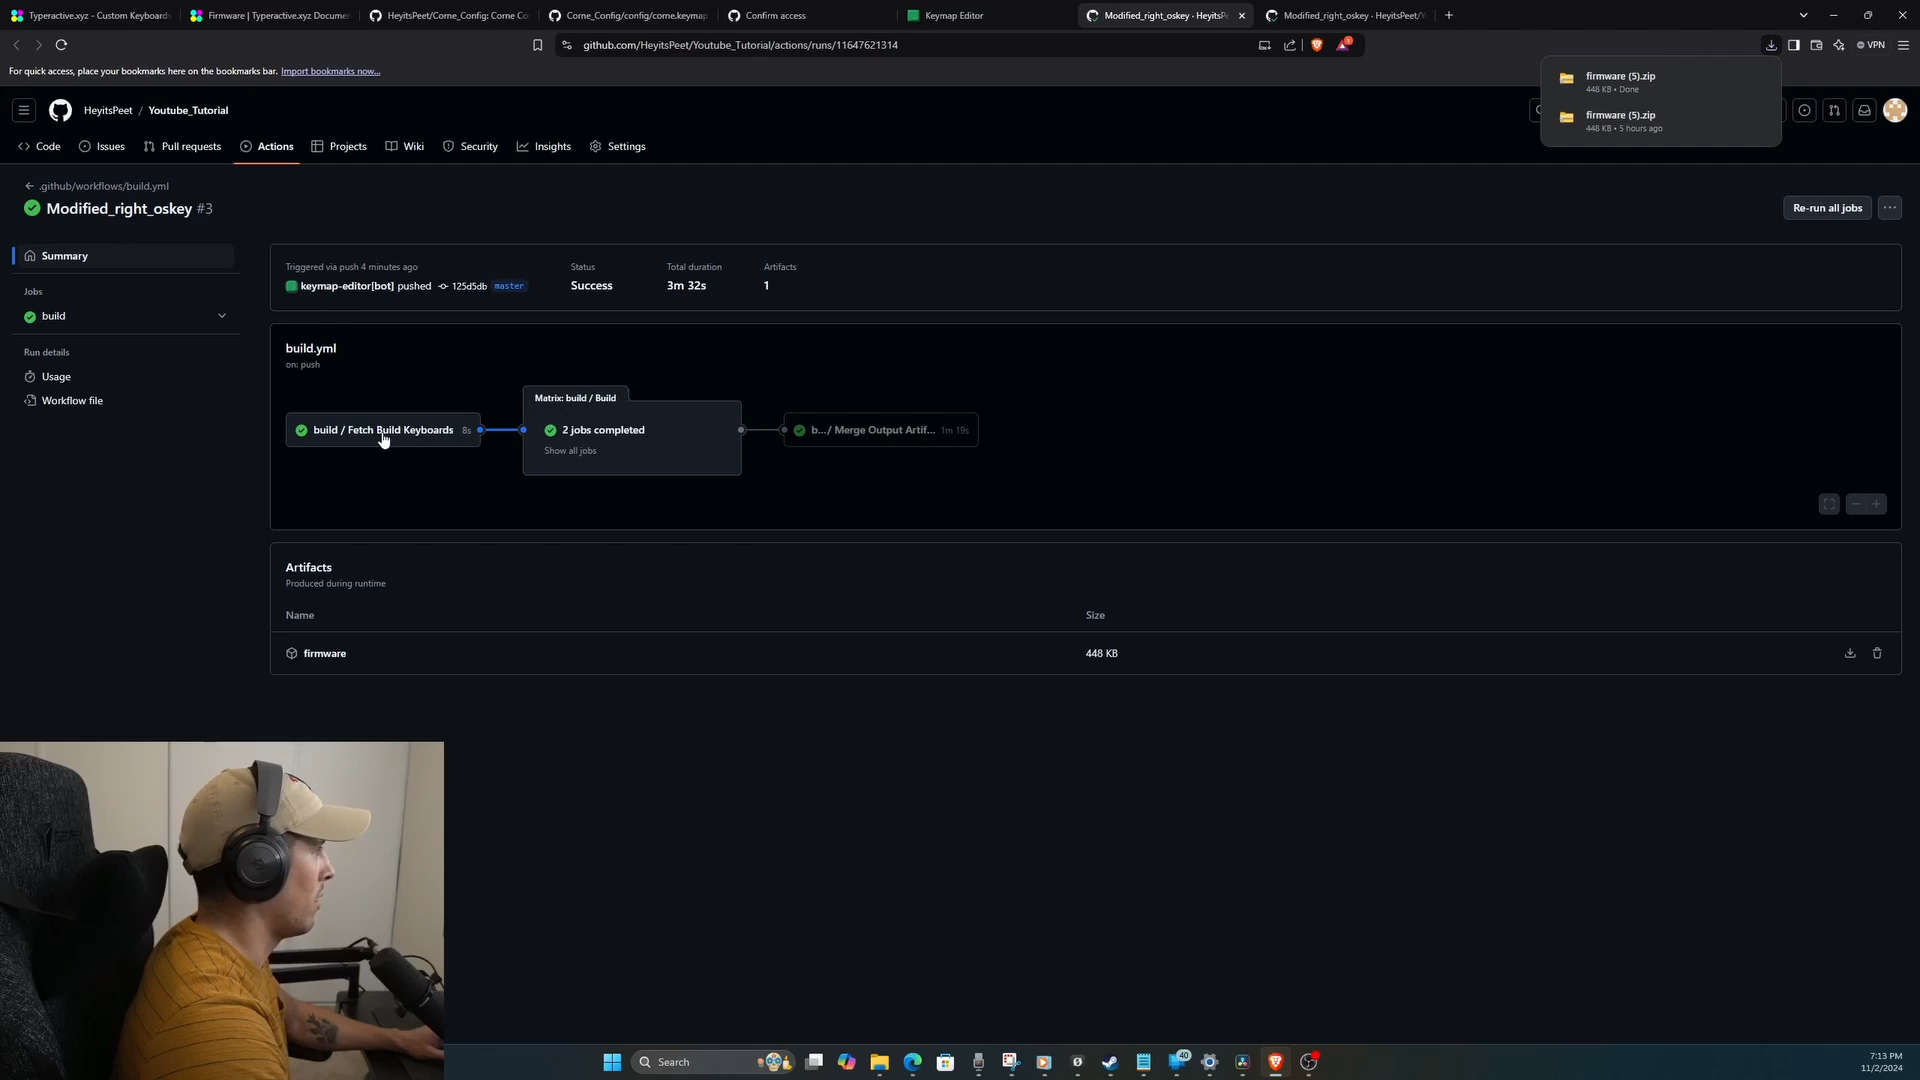 Typeractive.xyz - Custom Keyboards
Firmware | Typeractive.xyz Documen
HeyitsPeet/Corne_Config: Corne Co
Corne_Config/config/corne.keymap
Confirm access
Keymap Editor
Modified_right_oskey · HeyitsP
Modified_right_oskey · HeyitsPeet/Y
github.com/HeyitsPeet/Youtube_Tutorial/actions/runs/11647621314
VPN
For quick access, place your bookmarks here on the bookmarks bar. Import bookmarks now...
firmware (5).zip
448 KB • Done
firmware (5).zip
448 KB • 5 hours ago
HeyitsPeet / Youtube_Tutorial
Code
Issues
Pull requests
Actions
Projects
Wiki
Security
Insights
Settings
.github/workflows/build.yml
Modified_right_oskey #3
Re-run all jobs
Summary
Jobs
build
Run details
Usage
Workflow file
Triggered via push 4 minutes ago
keymap-editor[bot] pushed 125d5db master
Status
Success
Total duration
3m 32s
Artifacts
1
build.yml
on: push
build / Fetch Build Keyboards 8s
Matrix: build / Build
2 jobs completed
Show all jobs
b.../ Merge Output Artif... 1m 19s
Artifacts
Produced during runtime
Name
Size
firmware
448 KB
Search
40
7:13 PM
11/2/2024